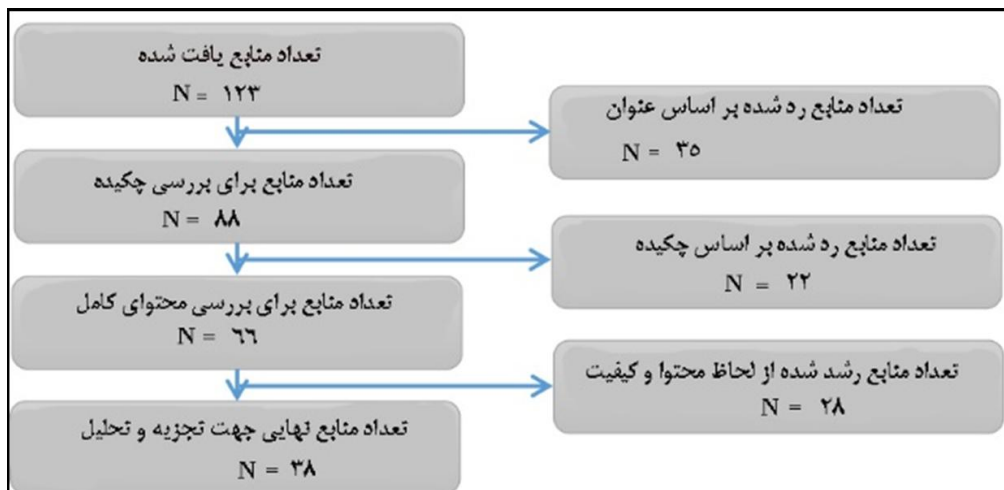 تعداد منابع یافت شده
N = ۱۲۳
تعداد منابع رد شده بر اساس عنوان
N = ۳۵
تعداد منابع برای بررسی چکیده
N = ۸۸
تعداد منابع رد شده بر اساس چکیده
N = ۲۲
تعداد منابع برای بررسی محتوای کامل
N = ٦٦
تعداد منابع رشد شده از لحاظ محتوا و کیفیت
N = ۲۸
تعداد منابع نهایی جهت تجزیه و تحلیل
N = ۳۸